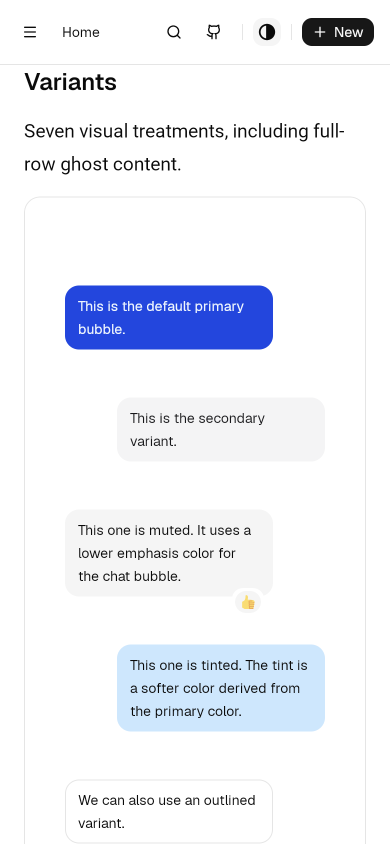 Home
New
Variants
Seven visual treatments, including full-
row ghost content.
This is the default primary
bubble.
This is the secondary
variant.
This one is muted. It uses a
lower emphasis color for
the chat bubble.
This one is tinted. The tint is
a softer color derived from
the primary color.
We can also use an outlined
variant.